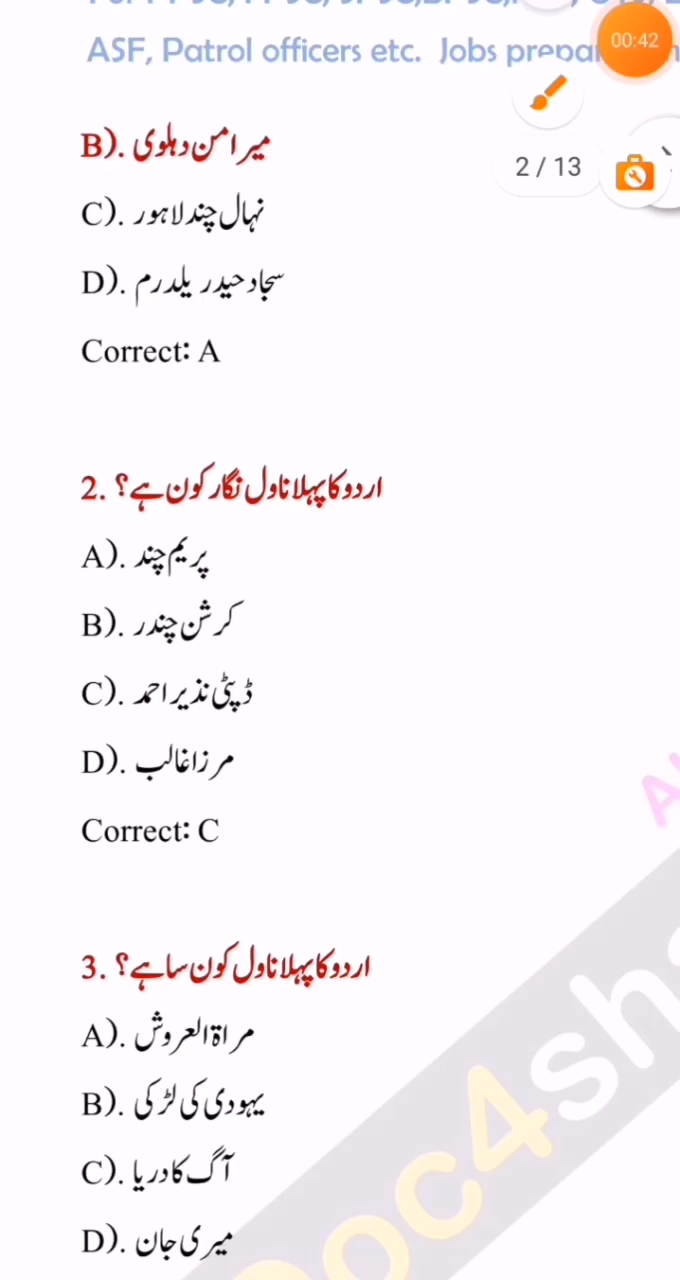 ASF, Patrol officers etc. Jobs
00:42
2 / 13
B). میر امن دہلوی
C). نہال چند لاہور
D). سجاد حیدر یلدرم
Correct: A
2. اردو کا پہلا ناول نگار کون ہے؟
A). پریم چند
B). کرشن چندر
C). ڈپٹی نذیر احمد
D). مرزا غالب
Correct: C
3. اردو کا پہلا ناول کون سا ہے؟
A). مراۃ العروش
B). یہودی کی لڑکی
C). آگ کا دریا
D). میری جان